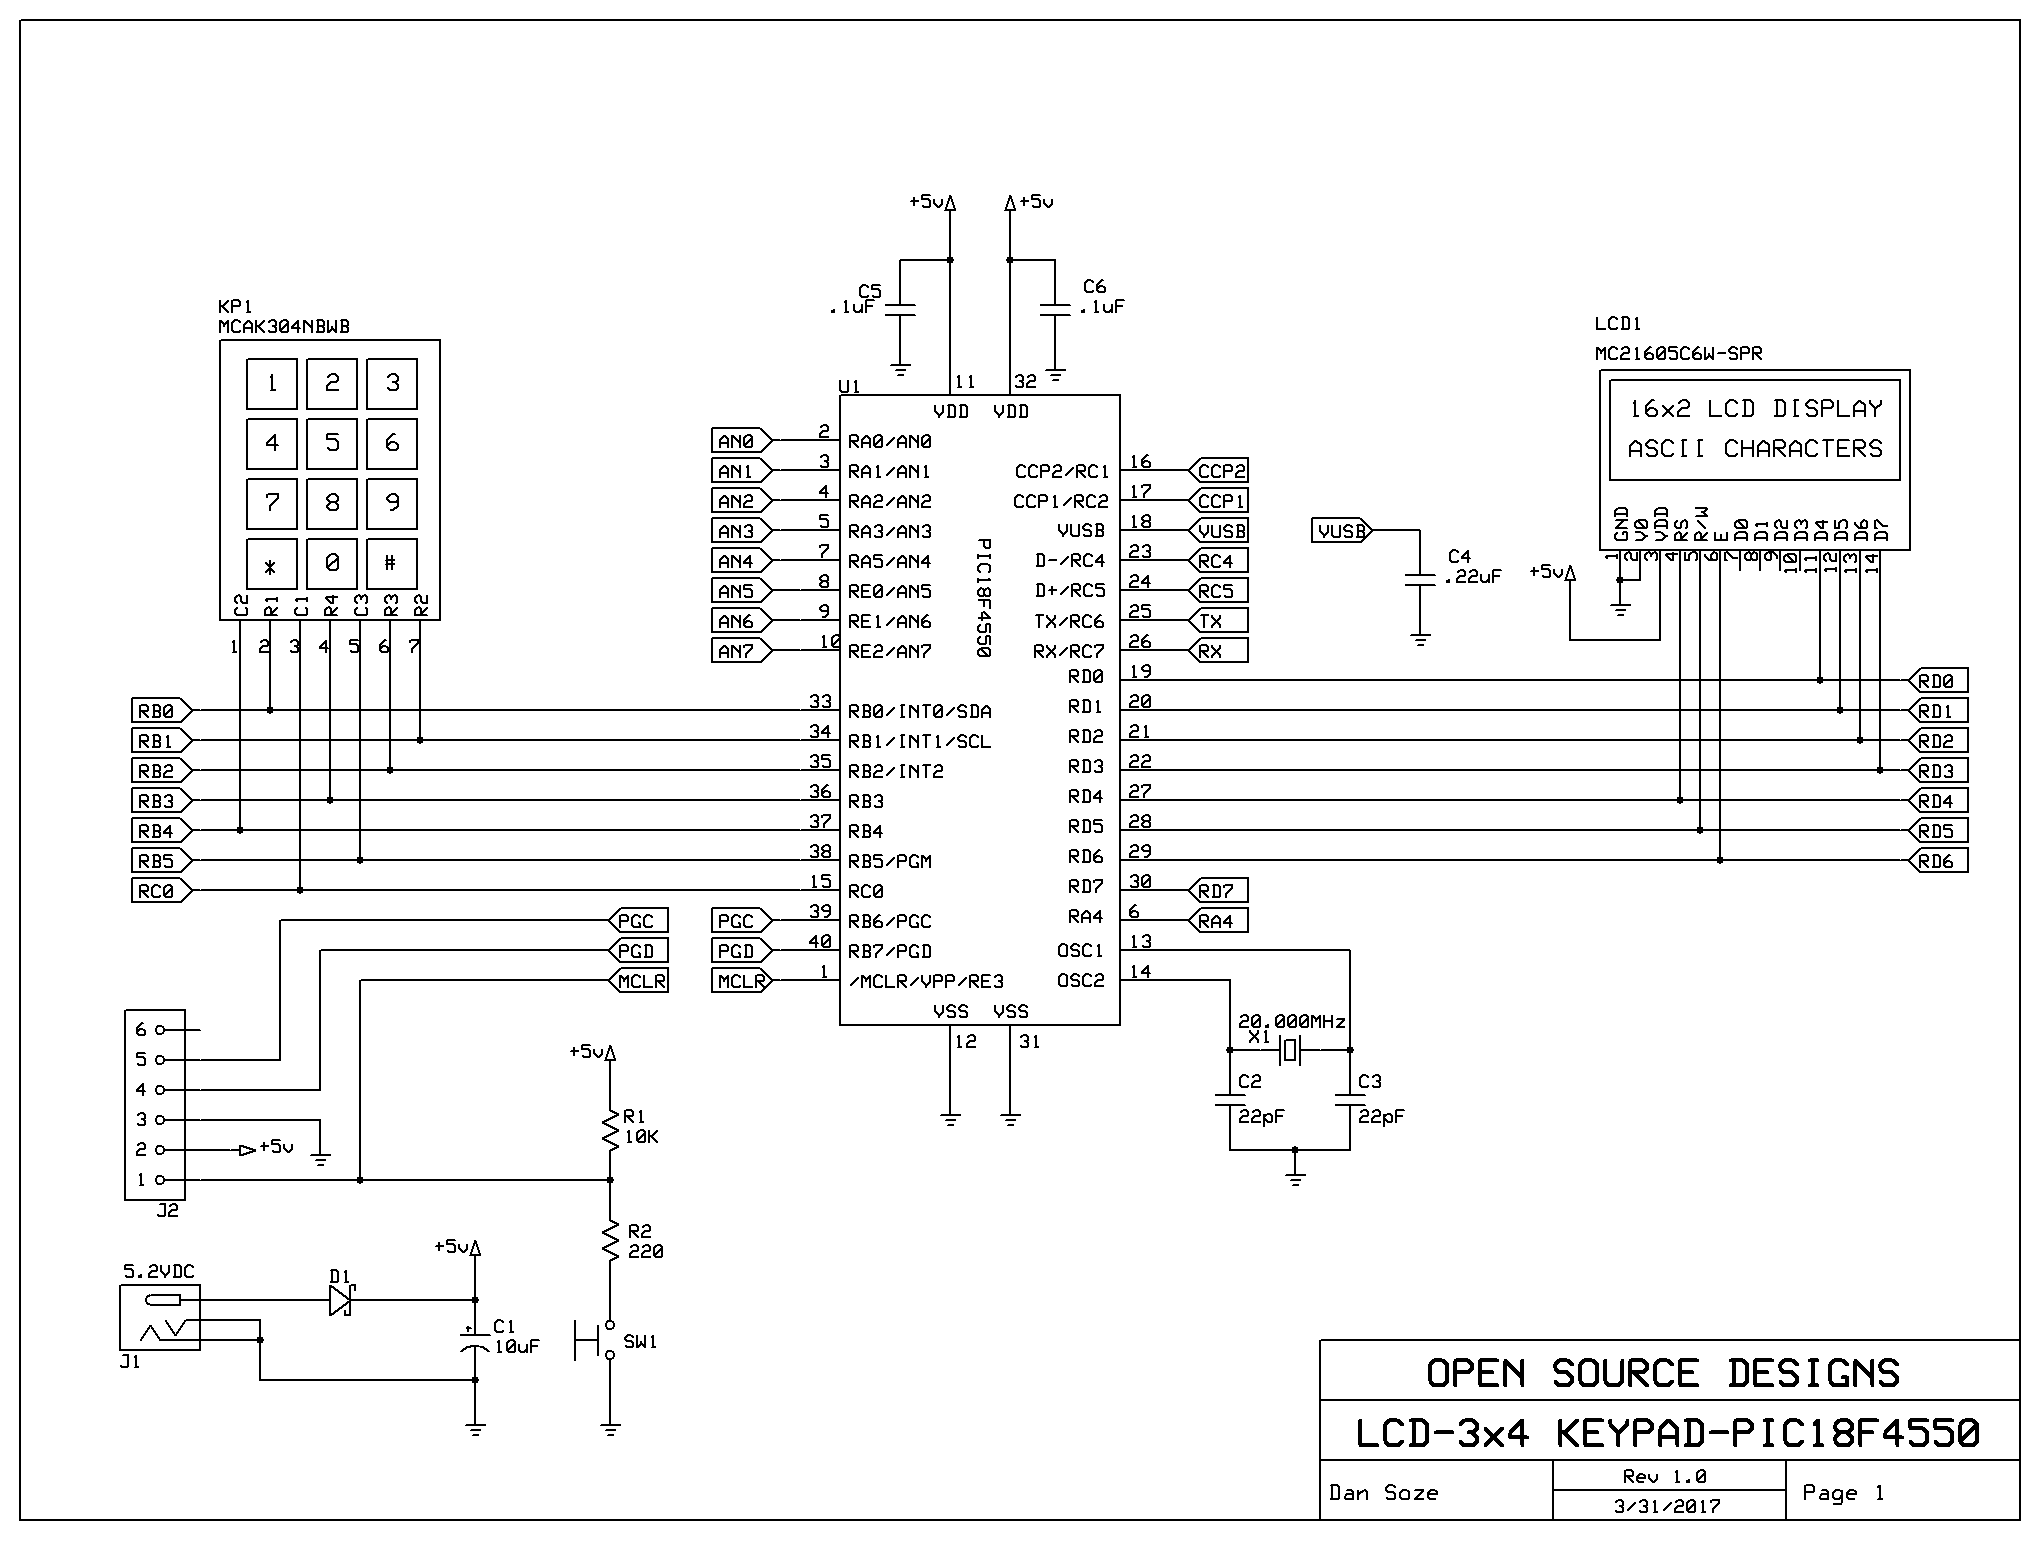 +5v +5v
C5
.1uF
C6
.1uF
KP1
MCAK304NBWB
1 2 3
4 5 6
7 8 9
* 0 #
C2 R1 C1 R4 C3 R3 R2
1 2 3 4 5 6 7
U1
11 32
VDD VDD
AN0 2 RA0/AN0
AN1 3 RA1/AN1
AN2 4 RA2/AN2
AN3 5 RA3/AN3
AN4 7 RA5/AN4
AN5 8 RE0/AN5
AN6 9 RE1/AN6
AN7 10 RE2/AN7
PIC18F4550
CCP2/RC1 16 CCP2
CCP1/RC2 17 CCP1
VUSB 18 VUSB
D-/RC4 23 RC4
D+/RC5 24 RC5
TX/RC6 25 TX
RX/RC7 26 RX
VUSB
C4
.22uF
LCD1
MC21605C6W-SPR
16x2 LCD DISPLAY
ASCII CHARACTERS
GND V0 VDD RS R/W E D0 D1 D2 D3 D4 D5 D6 D7
1 2 3 4 5 6 7 8 9 10 11 12 13 14
+5v
RB0 33 RB0/INT0/SDA
RB1 34 RB1/INT1/SCL
RB2 35 RB2/INT2
RB3 36 RB3
RB4 37 RB4
RB5 38 RB5/PGM
RC0 15 RC0
PGC PGC 39 RB6/PGC
PGD PGD 40 RB7/PGD
MCLR MCLR 1 /MCLR/VPP/RE3
RD0 19 RD0
RD1 20 RD1
RD2 21 RD2
RD3 22 RD3
RD4 27 RD4
RD5 28 RD5
RD6 29 RD6
RD7 30 RD7
RA4 6 RA4
OSC1 13
OSC2 14
VSS VSS
12 31
20.000MHz
X1
C2
22pF
C3
22pF
6
5
4
3
2 +5v
1
J2
+5v
R1
10K
R2
220
SW1
+5v
5.2VDC
D1
C1
+
10uF
J1
OPEN SOURCE DESIGNS
LCD-3x4 KEYPAD-PIC18F4550
Dan Soze
Rev 1.0
3/31/2017
Page 1